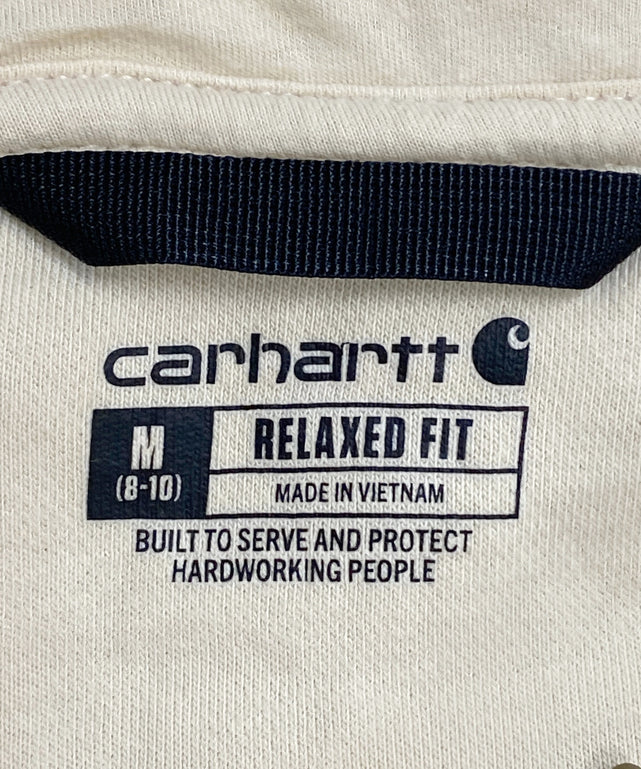 carhartt
M
(8-10)
RELAXED FIT
MADE IN VIETNAM
BUILT TO SERVE AND PROTECT
HARDWORKING PEOPLE